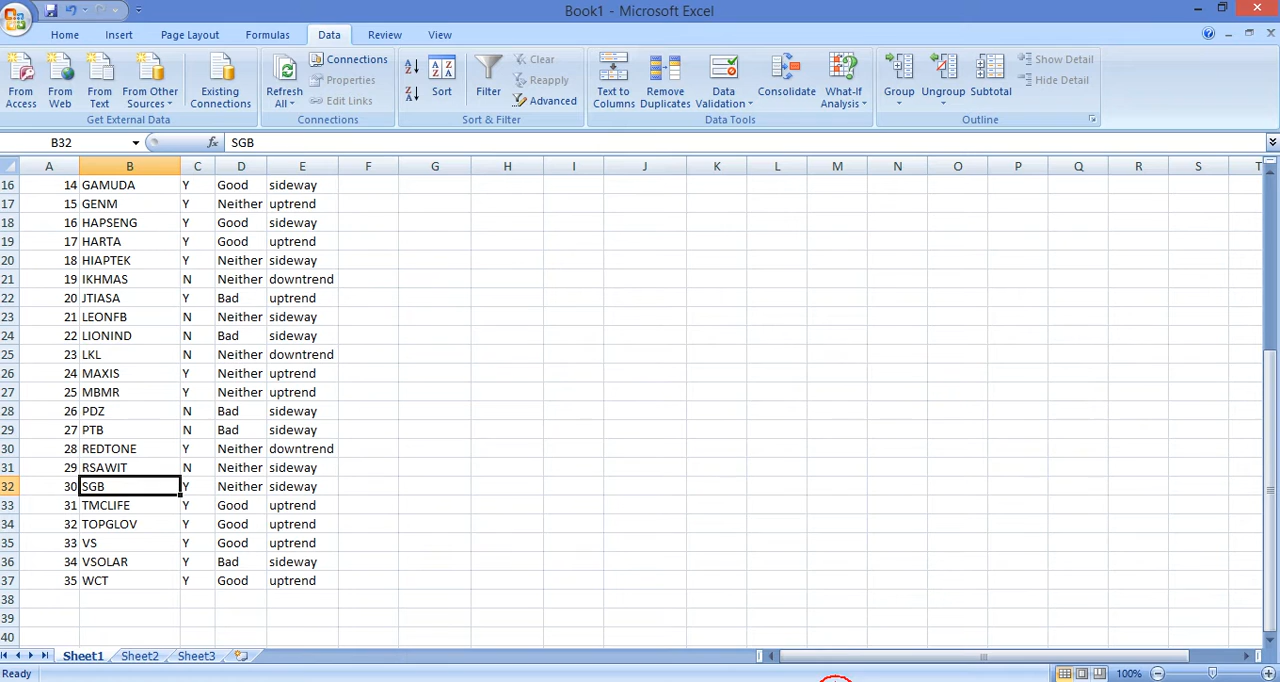 Book1 - Microsoft Excel
Home Insert Page Layout Formulas Data Review View
From Access From Web From Text From Other Sources Existing Connections Refresh All Connections Properties Edit Links Sort Filter Clear Reapply Advanced Text to Columns Remove Duplicates Data Validation Consolidate What-If Analysis Group Ungroup Subtotal Show Detail Hide Detail
Get External Data Connections Sort & Filter Data Tools Outline
B32 fx SGB
A B C D E F G H I J K L M N O P Q R S T
16 14 GAMUDA Y Good sideway
17 15 GENM Y Neither uptrend
18 16 HAPSENG Y Good sideway
19 17 HARTA Y Good uptrend
20 18 HIAPTEK Y Neither sideway
21 19 IKHMAS N Neither downtrend
22 20 JTIASA Y Bad uptrend
23 21 LEONFB N Neither sideway
24 22 LIONIND N Bad sideway
25 23 LKL N Neither downtrend
26 24 MAXIS Y Neither uptrend
27 25 MBMR Y Neither uptrend
28 26 PDZ N Bad sideway
29 27 PTB N Bad sideway
30 28 REDTONE Y Neither downtrend
31 29 RSAWIT N Neither sideway
32 30 SGB Y Neither sideway
33 31 TMCLIFE Y Good uptrend
34 32 TOPGLOV Y Good uptrend
35 33 VS Y Good uptrend
36 34 VSOLAR Y Bad sideway
37 35 WCT Y Good uptrend
38
39
40
Sheet1 Sheet2 Sheet3
Ready 100%